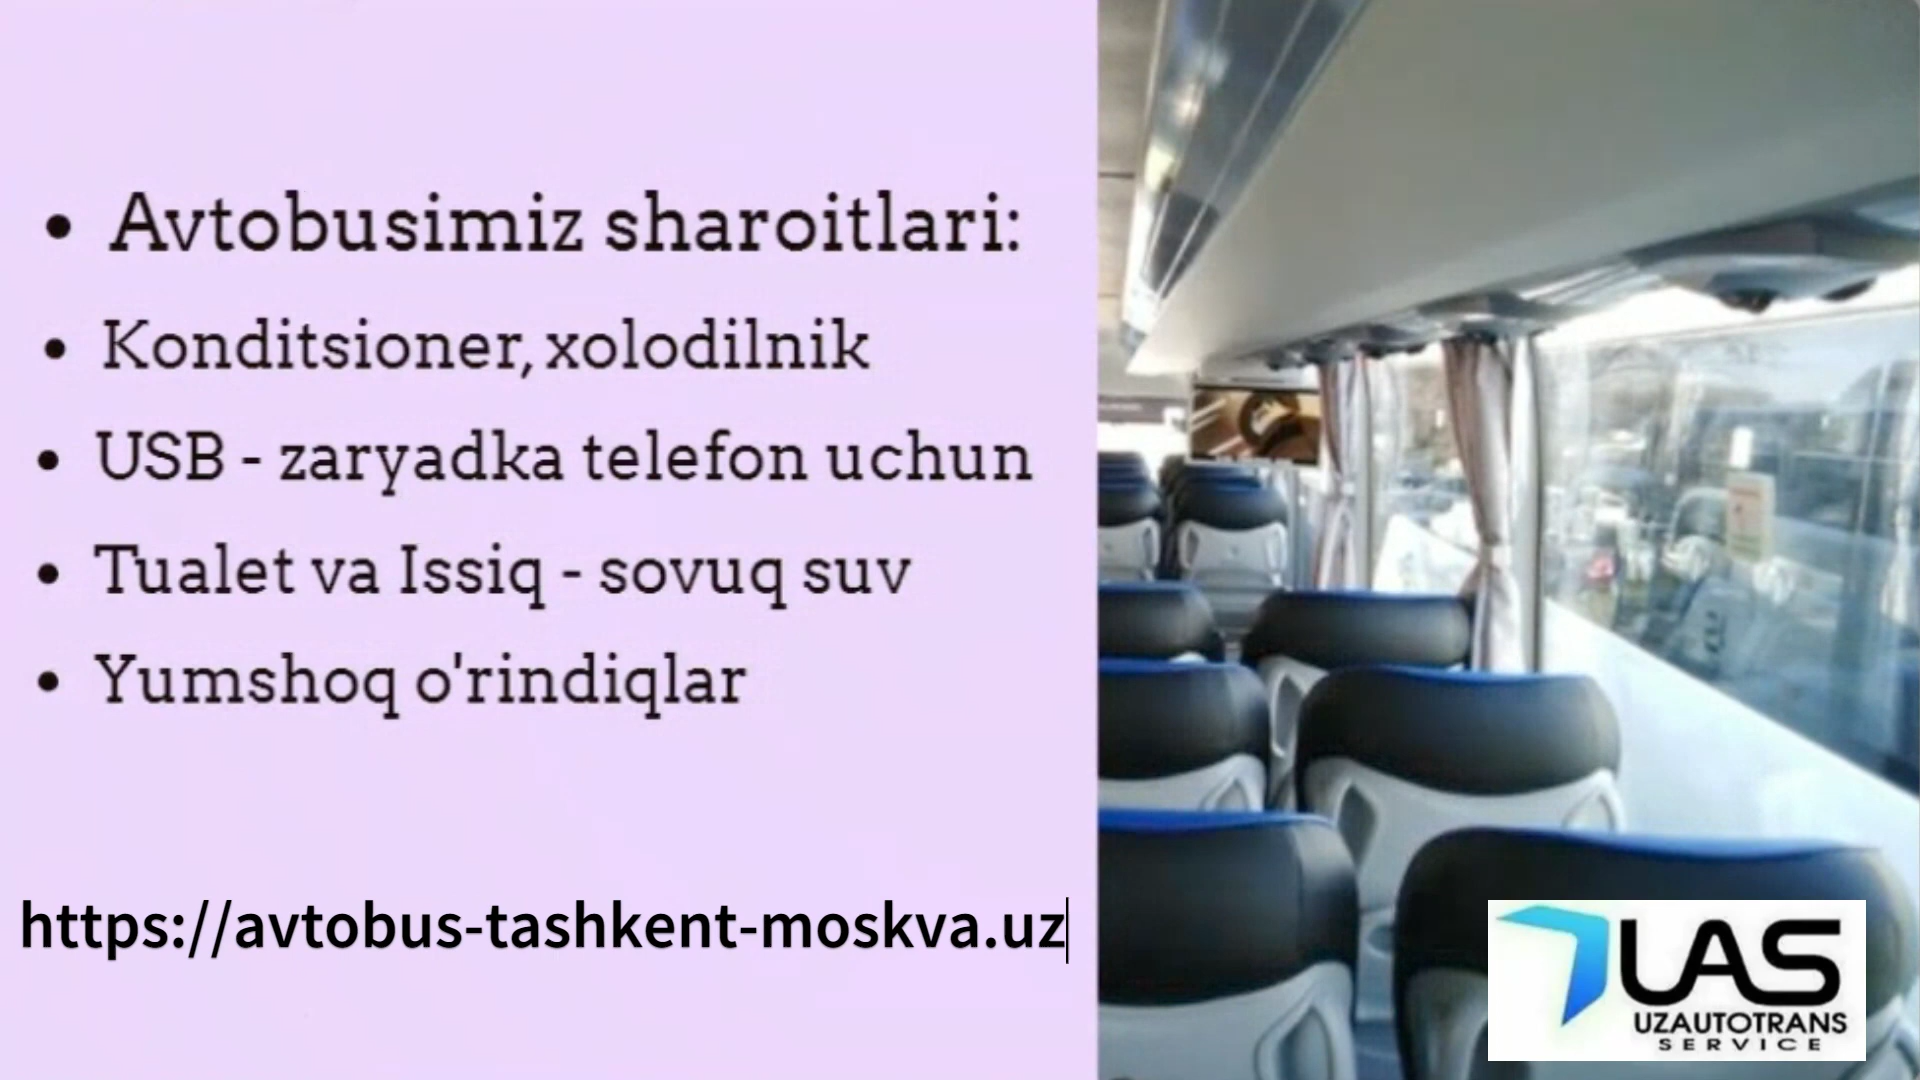 • Avtobusimiz sharoitlari:
• Konditsioner, xolodilnik
• USB - zaryadka telefon uchun
• Tualet va Issiq - sovuq suv
• Yumshoq o'rindiqlar
https://avtobus-tashkent-moskva.uz
UAS
UZAUTOTRANS
SERVICE